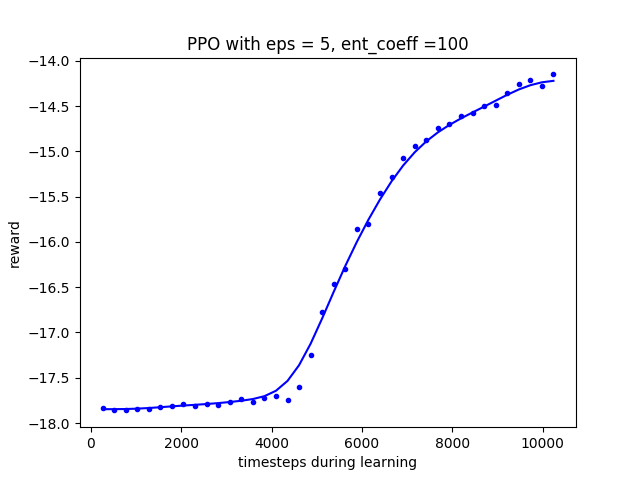 PPO with eps = 5, ent_coeff =100
−14.0
−14.5
−15.0
−15.5
−16.0
−16.5
−17.0
−17.5
−18.0
reward
0 2000 4000 6000 8000 10000
timesteps during learning